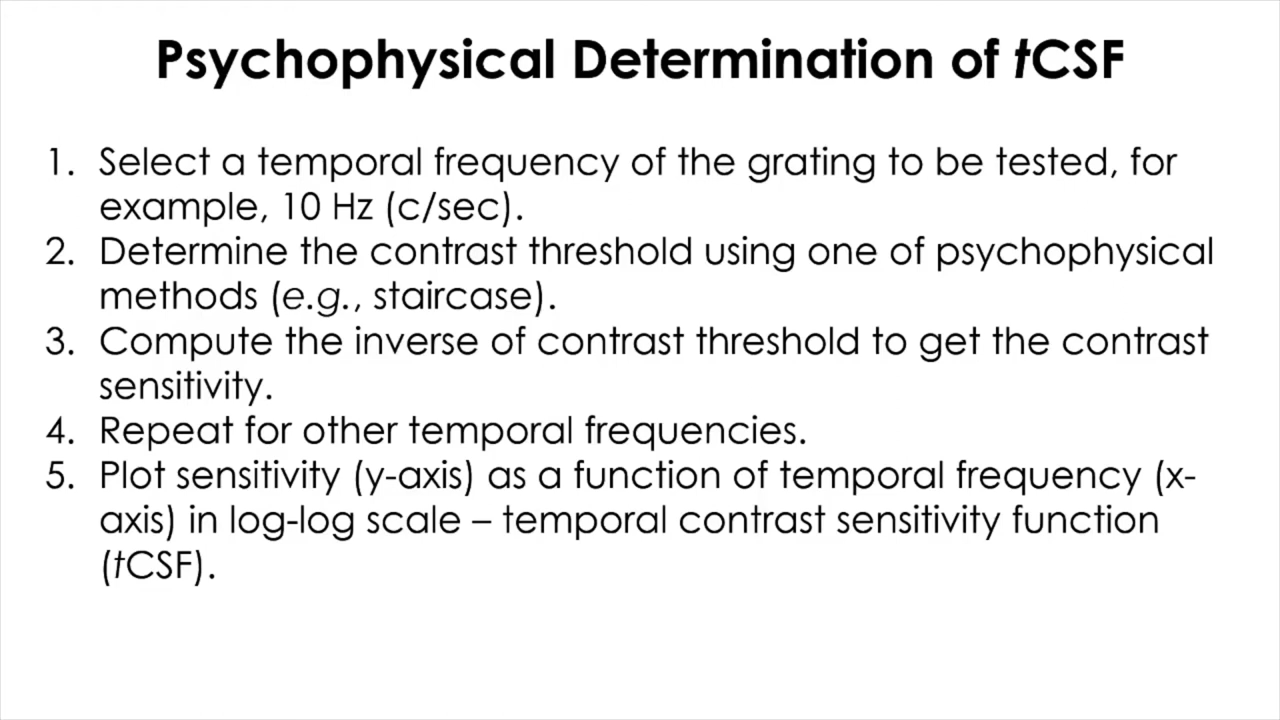 Psychophysical Determination of tCSF
1. Select a temporal frequency of the grating to be tested, for
example, 10 Hz (c/sec).
2. Determine the contrast threshold using one of psychophysical
methods (e.g., staircase).
3. Compute the inverse of contrast threshold to get the contrast
sensitivity.
4. Repeat for other temporal frequencies.
5. Plot sensitivity (y-axis) as a function of temporal frequency (x-
axis) in log-log scale – temporal contrast sensitivity function
(tCSF).